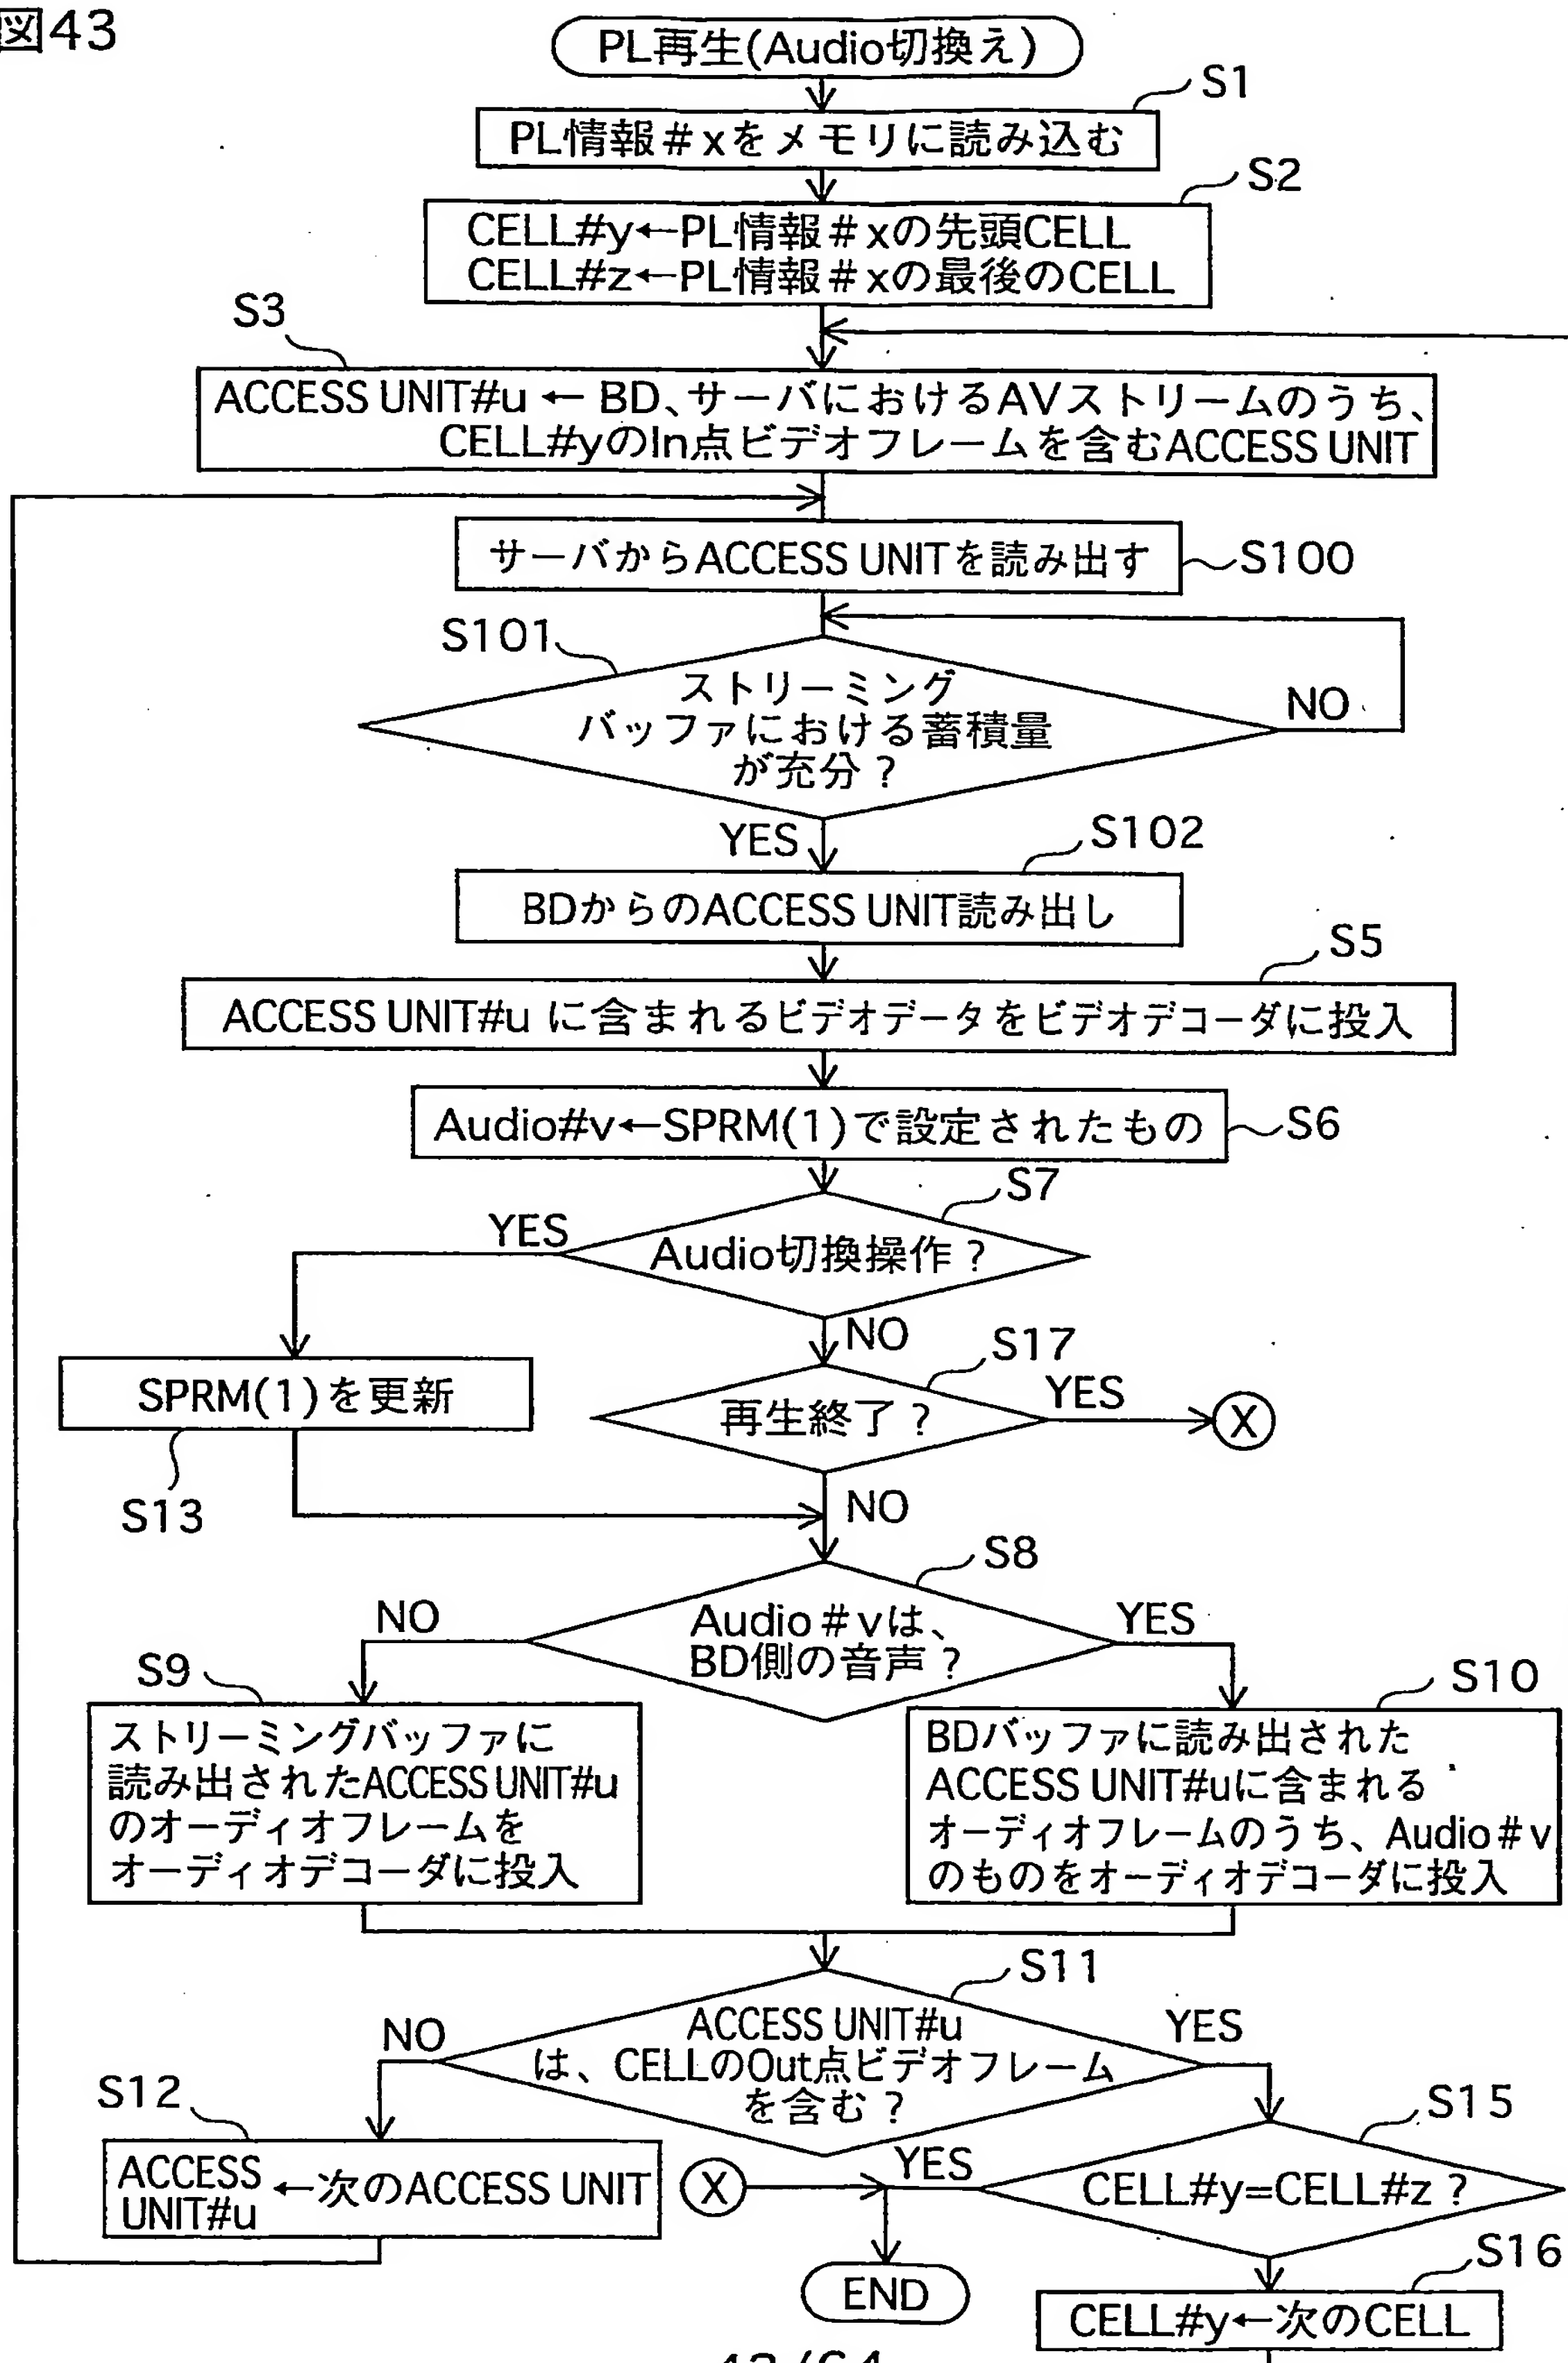 図43
PL再生(Audio切換え)
S1
PL情報#xをメモリに読み込む
S2
CELL#y←PL情報#xの先頭CELL
CELL#z←PL情報#xの最後のCELL
S3
ACCESS UNIT#u ← BD、サーバにおけるAVストリームのうち、
CELL#yのIn点ビデオフレームを含むACCESS UNIT
サーバからACCESS UNITを読み出す
S100
S101
ストリーミング
バッファにおける蓄積量
が充分?
NO
YES
S102
BDからのACCESS UNIT読み出し
S5
ACCESS UNIT#u に含まれるビデオデータをビデオデコーダに投入
Audio#v←SPRM(1)で設定されたもの
S6
S7
YES
Audio切換操作?
NO
S17
SPRM(1)を更新
再生終了?
YES
X
S13
NO
S8
NO
Audio#vは、
BD側の音声?
YES
S9
S10
ストリーミングバッファに
読み出されたACCESS UNIT#u
のオーディオフレームを
オーディオデコーダに投入
BDバッファに読み出された
ACCESS UNIT#uに含まれる
オーディオフレームのうち、Audio#v
のものをオーディオデコーダに投入
S11
NO
ACCESS UNIT#u
は、CELLのOut点ビデオフレーム
を含む?
YES
S12
S15
ACCESS
UNIT#u
←次のACCESS UNIT
X
YES
CELL#y=CELL#z?
S16
END
CELL#y←次のCELL